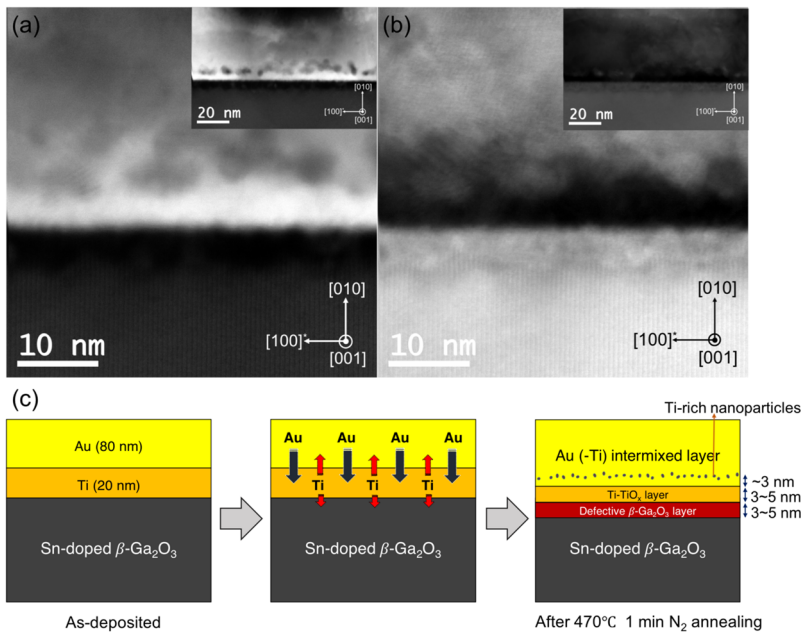 (a)
20 nm
[010]
[100]*
[001]
[010]
[100]*
[001]
10 nm
(b)
20 nm
[010]
[100]*
[001]
[010]
[100]*
[001]
10 nm
(c)
Au (80 nm)
Ti (20 nm)
Sn-doped β-Ga₂O₃
As-deposited
Au Au Au Au
Ti Ti Ti
Sn-doped β-Ga₂O₃
Ti-rich nanoparticles
Au (-Ti) intermixed layer
~3 nm
Ti-TiOₓ layer
3~5 nm
Defective β-Ga₂O₃ layer
3~5 nm
Sn-doped β-Ga₂O₃
After 470℃ 1 min N₂ annealing